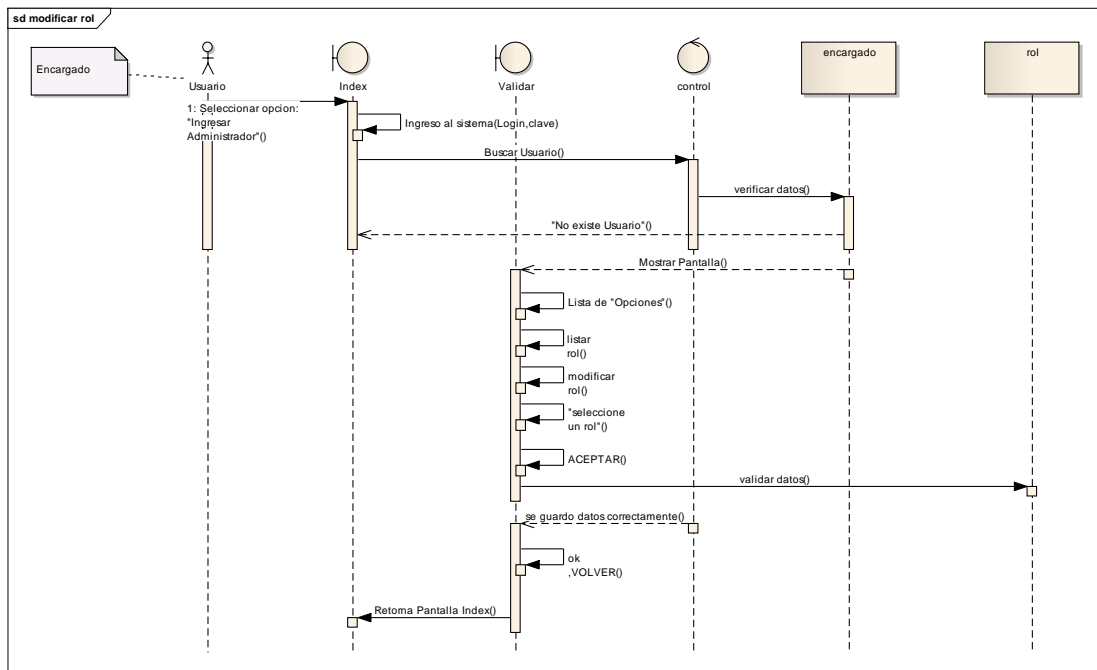 sd modificar rol
Encargado
Usuario
Index
Validar
control
encargado
rol
1: Seleccionar opcion:
"Ingresar
Administrador"()
Ingreso al sistema(Login,clave)
Buscar Usuario()
verificar datos()
"No existe Usuario"()
Mostrar Pantalla()
Lista de "Opciones"()
listar
rol()
modificar
rol()
"seleccione
un rol"()
ACEPTAR()
validar datos()
se guardo datos correctamente()
ok
,VOLVER()
Retorna Pantalla Index()